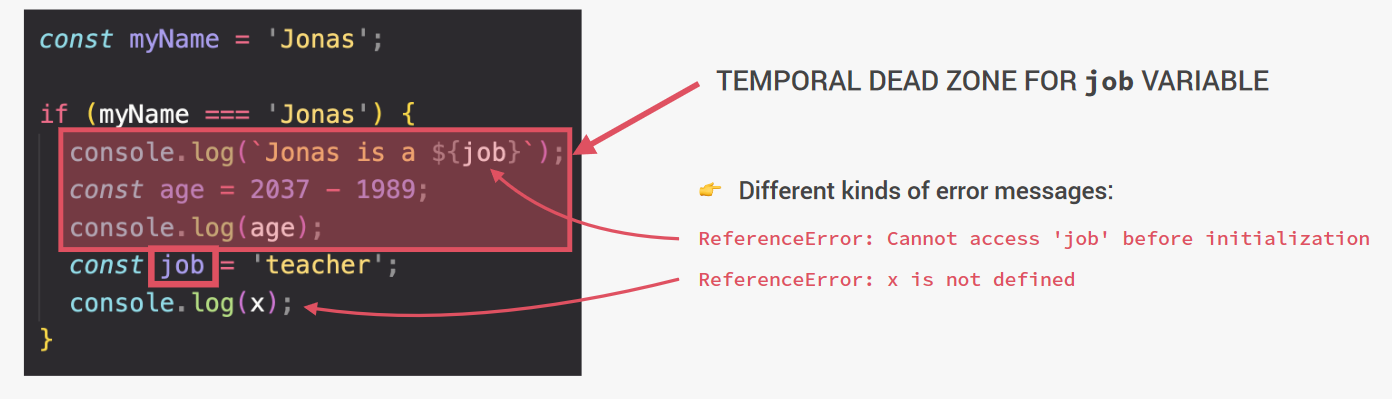 const myName = 'Jonas';
if (myName === 'Jonas') {
console.log(`Jonas is a ${job}`);
const age = 2037 - 1989;
console.log(age);
const job = 'teacher';
console.log(x);
}
TEMPORAL DEAD ZONE FOR job VARIABLE
👉 Different kinds of error messages:
ReferenceError: Cannot access 'job' before initialization
ReferenceError: x is not defined